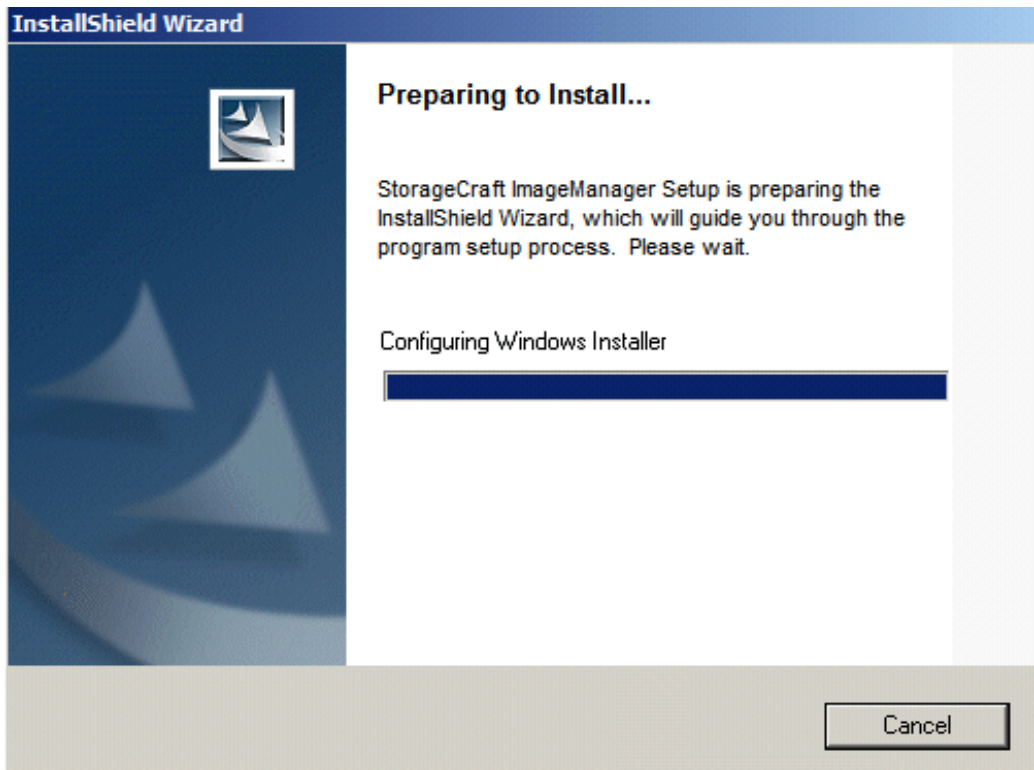 InstallShield Wizard
Preparing to Install...
StorageCraft ImageManager Setup is preparing the
InstallShield Wizard, which will guide you through the
program setup process.  Please wait.
Configuring Windows Installer
Cancel